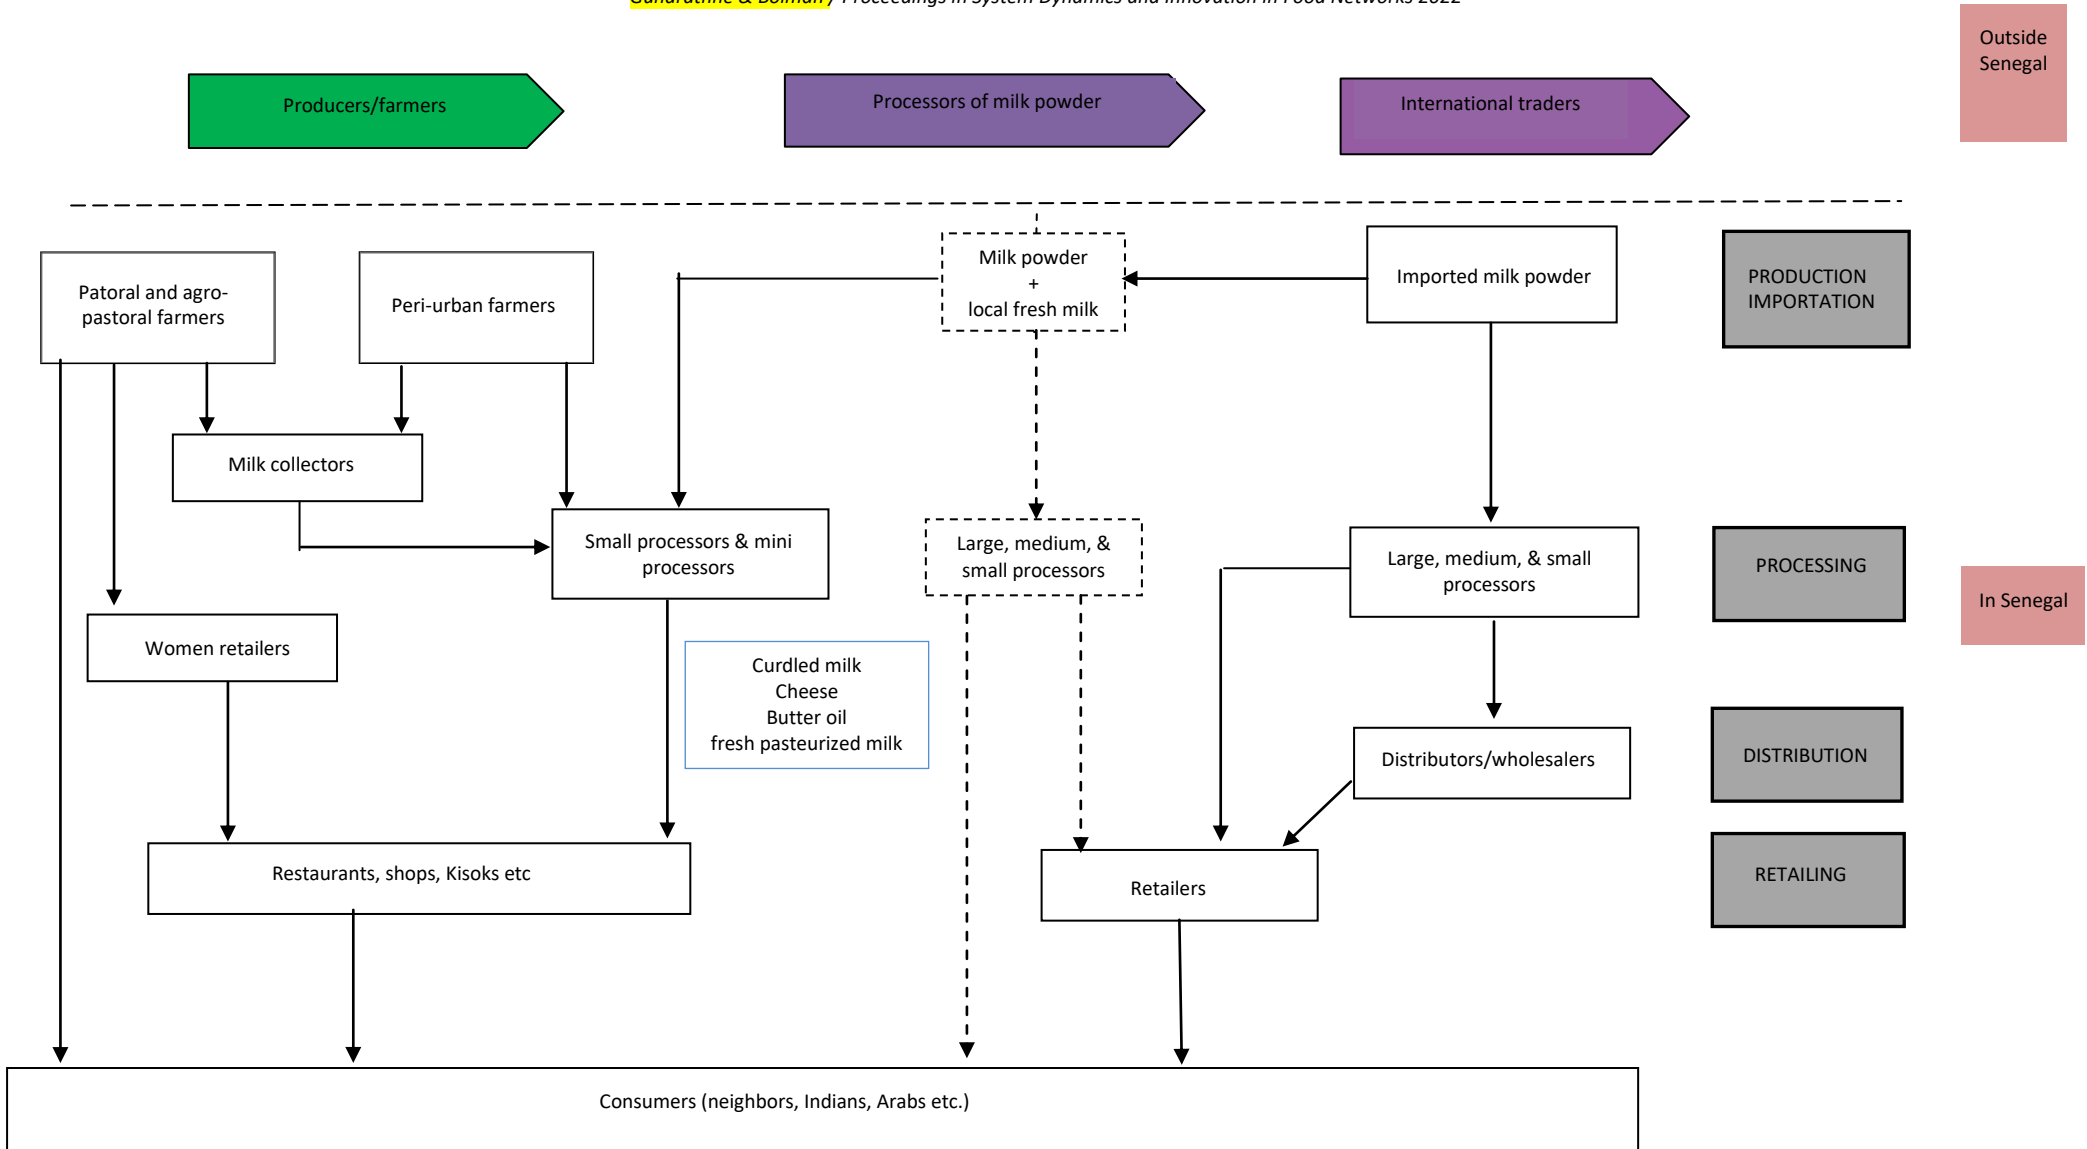 Gunarathne & Bolman / Proceedings in System Dynamics and Innovation in Food Networks 2022
Outside
Senegal
Producers/farmers
Processors of milk powder
International traders
Patoral and agro-
pastoral farmers
Peri-urban farmers
Milk powder
+
local fresh milk
Imported milk powder
PRODUCTION
IMPORTATION
Milk collectors
Small processors & mini
processors
Large, medium, &
small processors
Large, medium, & small
processors
PROCESSING
In Senegal
Women retailers
Curdled milk
Cheese
Butter oil
fresh pasteurized milk
Distributors/wholesalers
DISTRIBUTION
Restaurants, shops, Kisoks etc
Retailers
RETAILING
Consumers (neighbors, Indians, Arabs etc.)